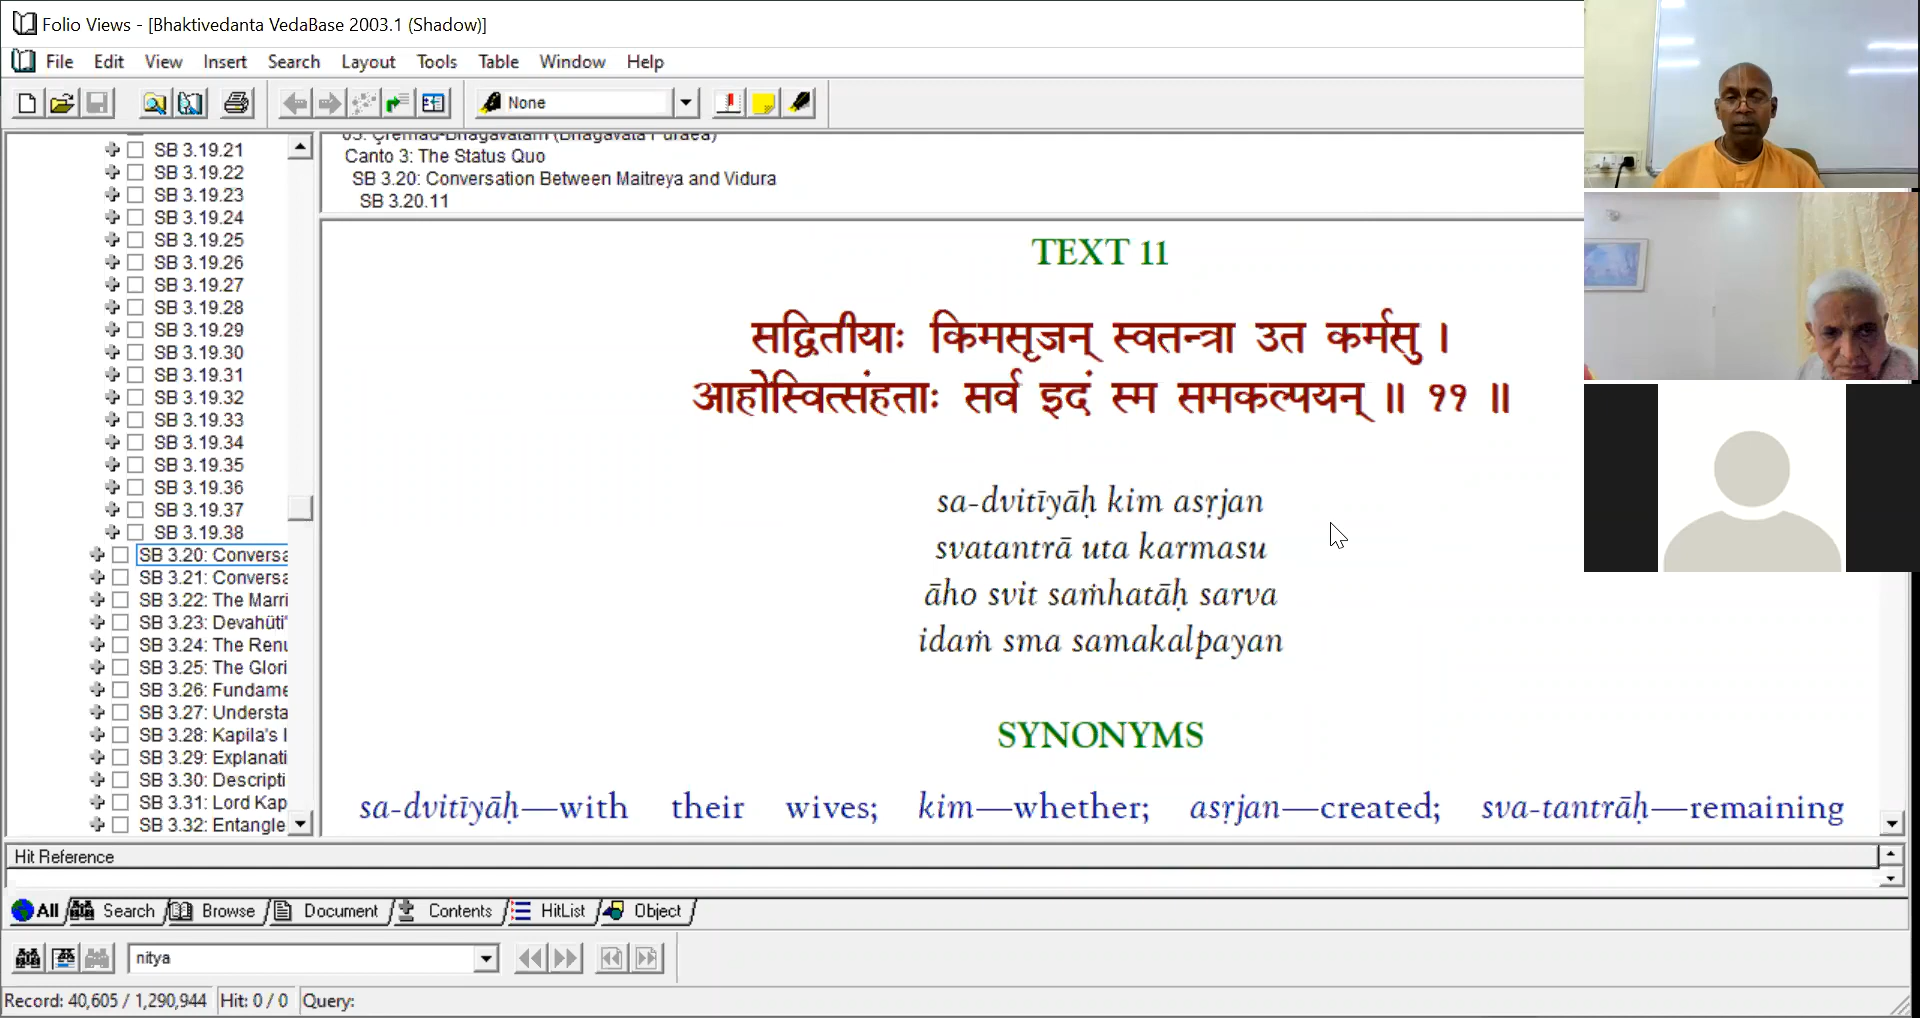 Folio Views - [Bhaktivedanta VedaBase 2003.1 (Shadow)]
File Edit View Insert Search Layout Tools Table Window Help
None
SB 3.19.21
SB 3.19.22
SB 3.19.23
SB 3.19.24
SB 3.19.25
SB 3.19.26
SB 3.19.27
SB 3.19.28
SB 3.19.29
SB 3.19.30
SB 3.19.31
SB 3.19.32
SB 3.19.33
SB 3.19.34
SB 3.19.35
SB 3.19.36
SB 3.19.37
SB 3.19.38
SB 3.20: Conversa
SB 3.21: Conversa
SB 3.22: The Marri
SB 3.23: Devahüti'
SB 3.24: The Renu
SB 3.25: The Glori
SB 3.26: Fundame
SB 3.27: Understa
SB 3.28: Kapila's I
SB 3.29: Explanati
SB 3.30: Descripti
SB 3.31: Lord Kap
SB 3.32: Entangle
03. Çrémad-Bhägavatam (Bhägavata Puräëa)
Canto 3: The Status Quo
SB 3.20: Conversation Between Maitreya and Vidura
SB 3.20.11
TEXT 11
सद्वितीयाः किमसृजन् स्वतन्त्रा उत कर्मसु ।
आहोस्वित्संहताः सर्व इदं स्म समकल्पयन् ॥ ११ ॥
sa-dvitīyāḥ kim asṛjan
svatantrā uta karmasu
āho svit saṁhatāḥ sarva
idaṁ sma samakalpayan
SYNONYMS
sa-dvitīyāḥ—with their wives; kim—whether; asṛjan—created; sva-tantrāḥ—remaining
Hit Reference
All Search Browse Document Contents HitList Object
nitya
Record: 40,605 / 1,290,944 Hit: 0 / 0 Query: